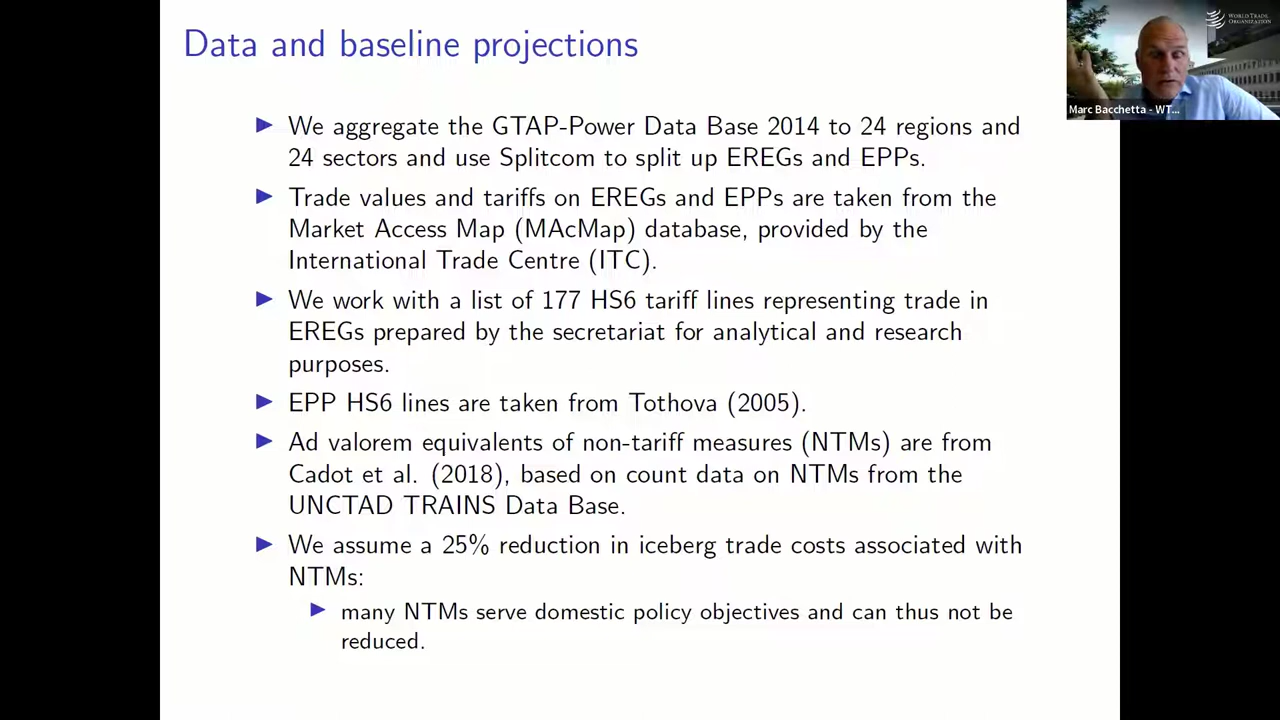 Data and baseline projections
WORLD TRADE
ORGANIZATION
Marc Bacchetta - WT...
We aggregate the GTAP-Power Data Base 2014 to 24 regions and
24 sectors and use Splitcom to split up EREGs and EPPs.
Trade values and tariffs on EREGs and EPPs are taken from the
Market Access Map (MAcMap) database, provided by the
International Trade Centre (ITC).
We work with a list of 177 HS6 tariff lines representing trade in
EREGs prepared by the secretariat for analytical and research
purposes.
EPP HS6 lines are taken from Tothova (2005).
Ad valorem equivalents of non-tariff measures (NTMs) are from
Cadot et al. (2018), based on count data on NTMs from the
UNCTAD TRAINS Data Base.
We assume a 25% reduction in iceberg trade costs associated with
NTMs:
many NTMs serve domestic policy objectives and can thus not be
reduced.